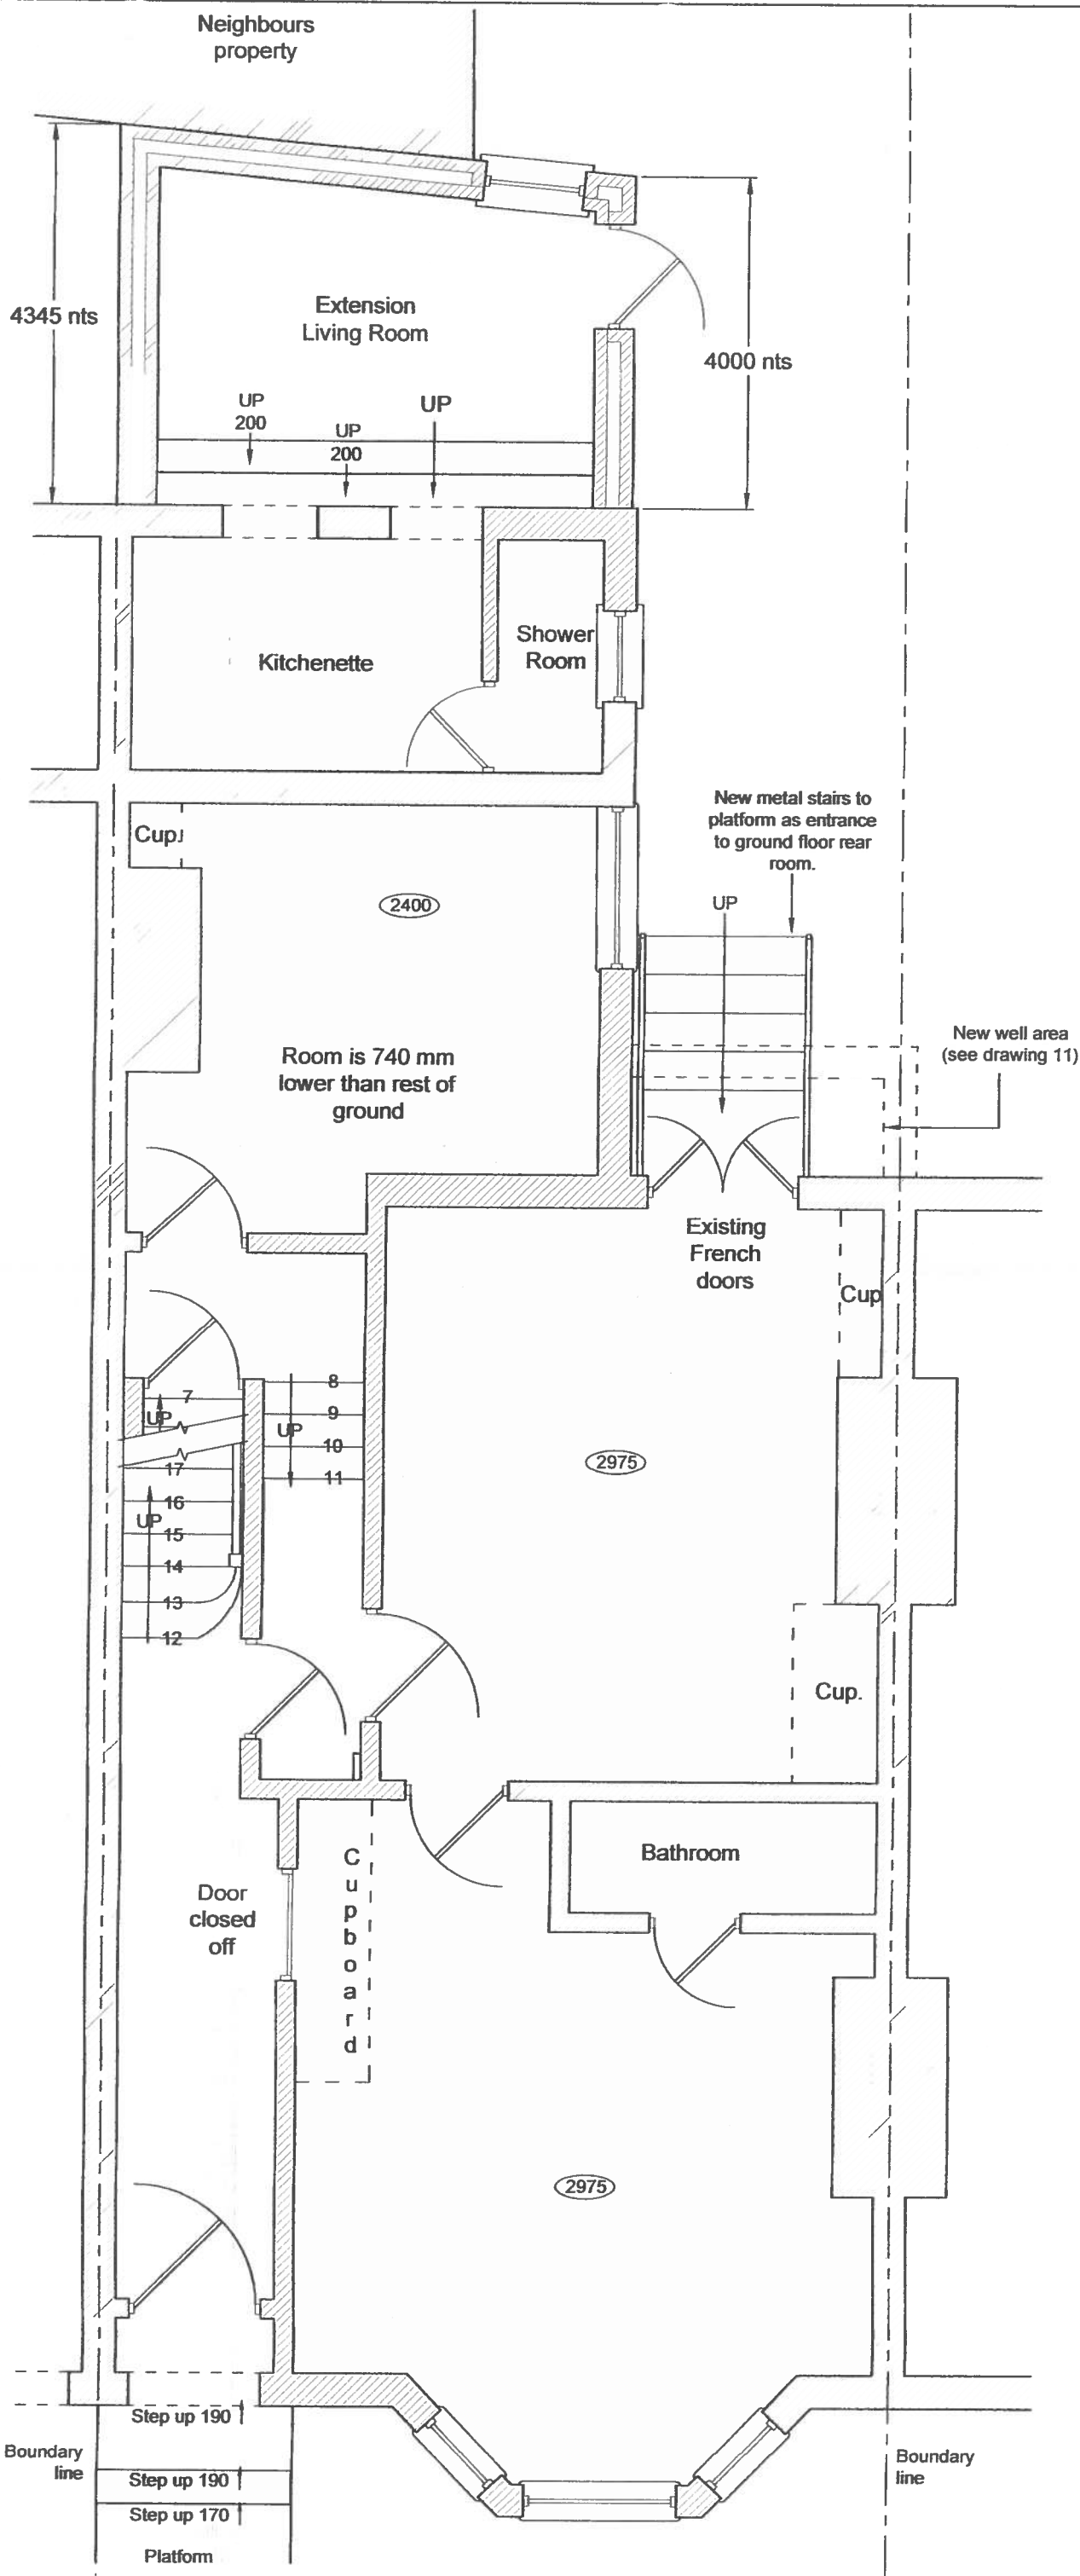 Neighbours
property
4345 nts
Extension
Living Room
4000 nts
UP
200
UP
200
UP
Kitchenette
Shower
Room
Cup.
2400
New metal stairs to
platform as entrance
to ground floor rear
room.
UP
New well area
(see drawing 11)
Room is 740 mm
lower than rest of
ground
Existing
French
doors
Cup
7
UP
8
9
UP
10
11
17
16
UP
15
14
13
12
2975
Cup.
Bathroom
Door
closed
off
C
u
p
b
o
a
r
d
2975
Step up 190
Boundary
line
Step up 190
Step up 170
Platform
Boundary
line